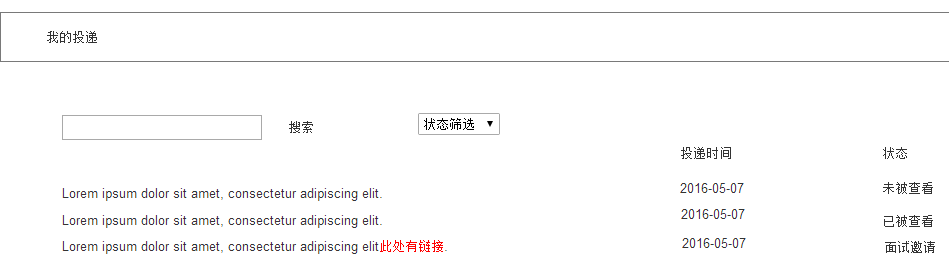 我的投递
搜索 状态筛选
投递时间 状态
Lorem ipsum dolor sit amet, consectetur adipiscing elit. 2016-05-07 未被查看
Lorem ipsum dolor sit amet, consectetur adipiscing elit. 2016-05-07 已被查看
Lorem ipsum dolor sit amet, consectetur adipiscing elit此处有链接. 2016-05-07 面试邀请